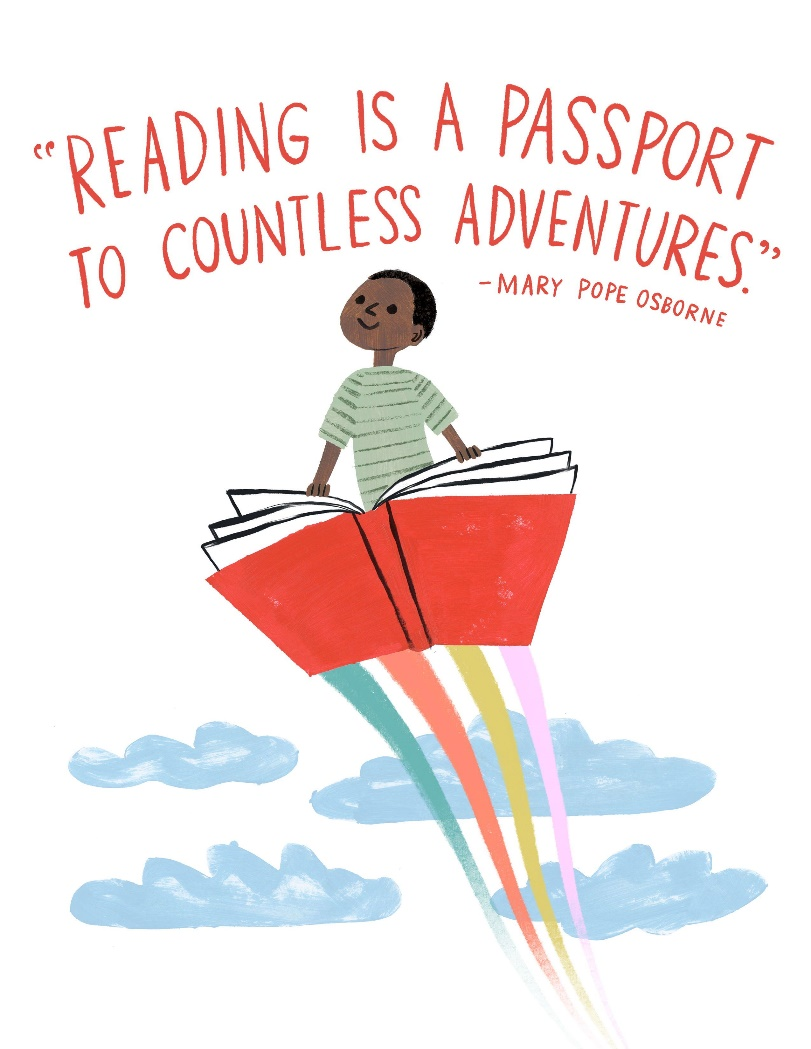 “READING IS A PASSPORT
TO COUNTLESS ADVENTURES.”
-MARY POPE OSBORNE